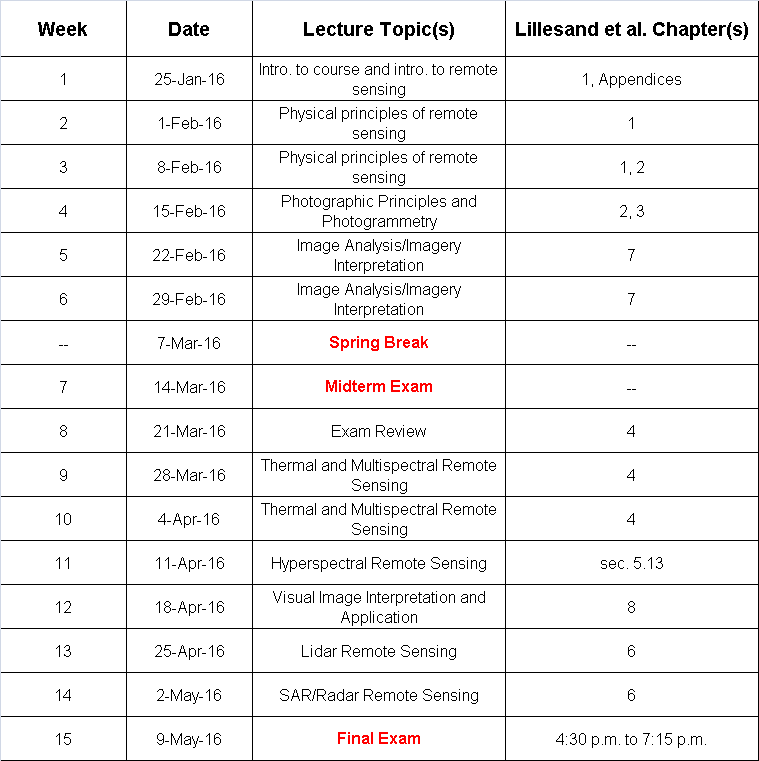 Week Date Lecture Topic(s) Lillesand et al. Chapter(s)
1 25-Jan-16 Intro. to course and intro. to remote
sensing 1, Appendices
2 1-Feb-16 Physical principles of remote
sensing 1
3 8-Feb-16 Physical principles of remote
sensing 1, 2
4 15-Feb-16 Photographic Principles and
Photogrammetry 2, 3
5 22-Feb-16 Image Analysis/Imagery
Interpretation 7
6 29-Feb-16 Image Analysis/Imagery
Interpretation 7
-- 7-Mar-16 Spring Break --
7 14-Mar-16 Midterm Exam --
8 21-Mar-16 Exam Review 4
9 28-Mar-16 Thermal and Multispectral Remote
Sensing 4
10 4-Apr-16 Thermal and Multispectral Remote
Sensing 4
11 11-Apr-16 Hyperspectral Remote Sensing sec. 5.13
12 18-Apr-16 Visual Image Interpretation and
Application 8
13 25-Apr-16 Lidar Remote Sensing 6
14 2-May-16 SAR/Radar Remote Sensing 6
15 9-May-16 Final Exam 4:30 p.m. to 7:15 p.m.